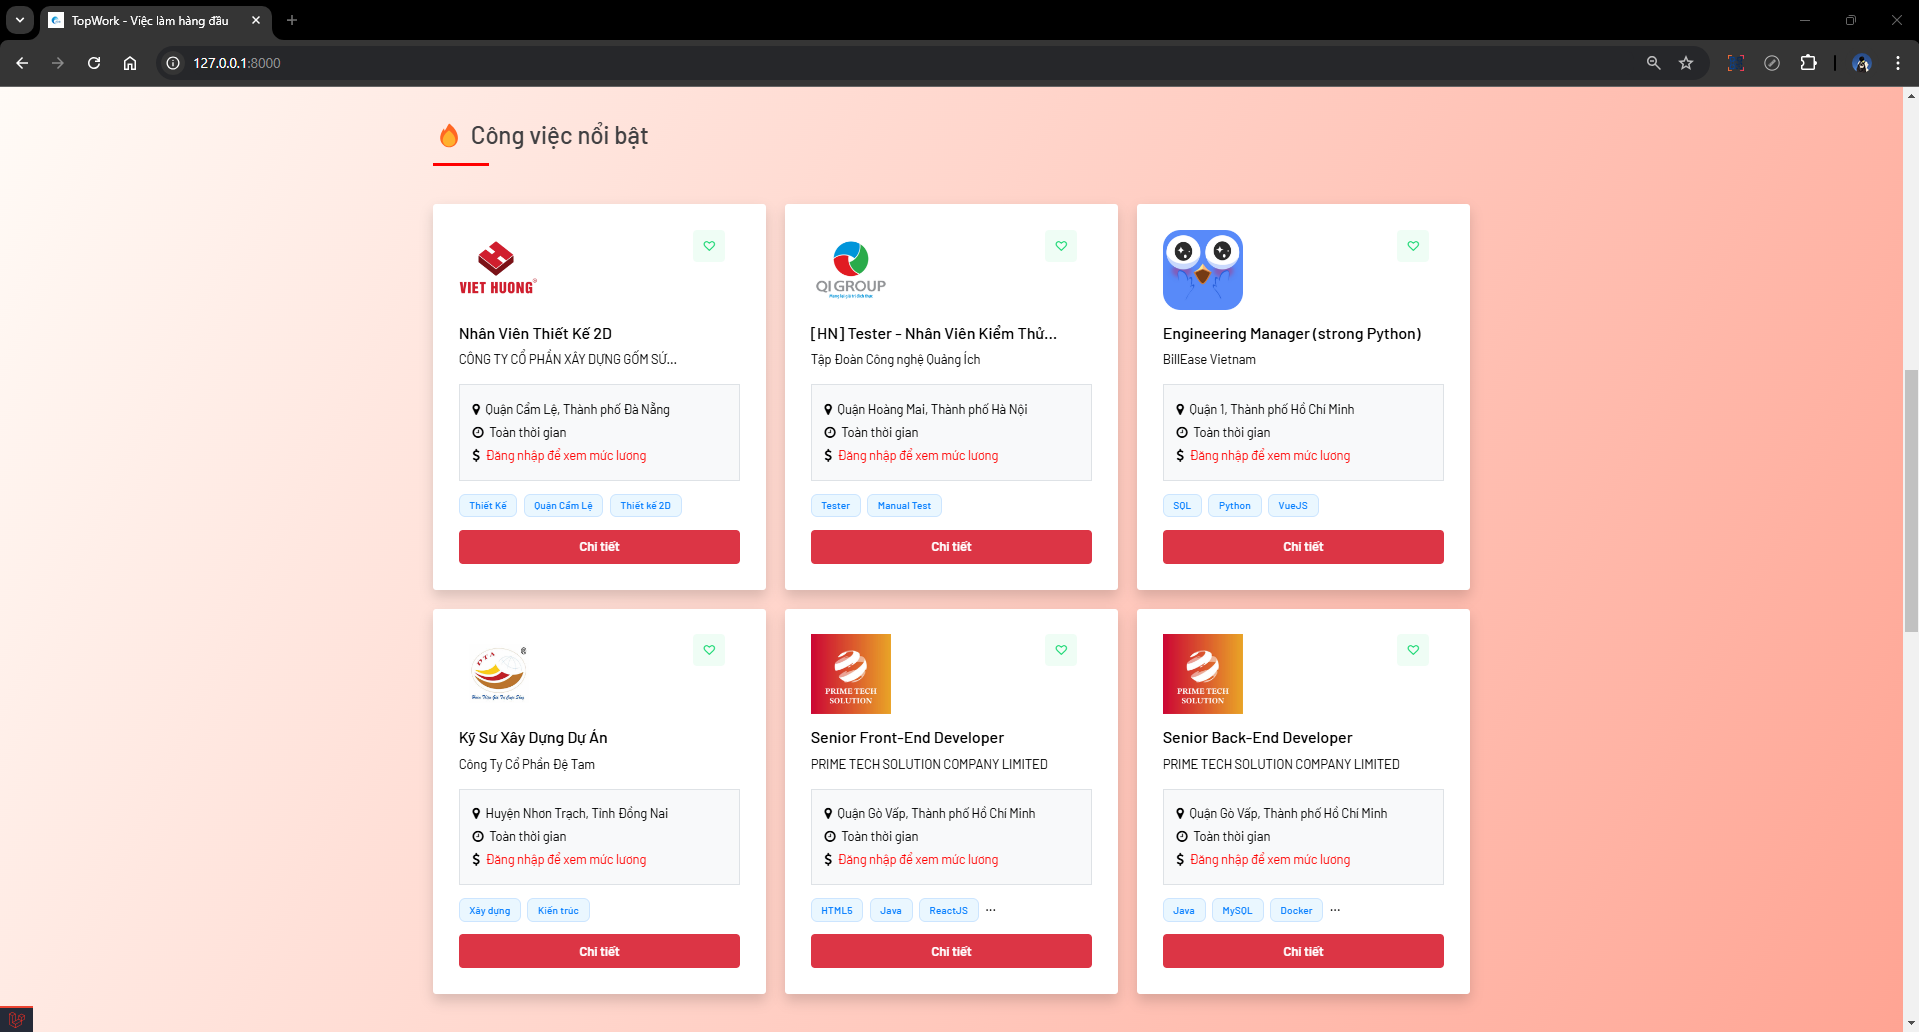 TopWork - Việc làm hàng đầu
127.0.0.1:8000
Công việc nổi bật
VIET HUONG®
Nhân Viên Thiết Kế 2D
CÔNG TY CỔ PHẦN XÂY DỰNG GỐM SỨ...
Quận Cẩm Lệ, Thành phố Đà Nẵng
Toàn thời gian
Đăng nhập để xem mức lương
Thiết Kế
Quận Cẩm Lệ
Thiết kế 2D
Chi tiết
QI GROUP
[HN] Tester - Nhân Viên Kiểm Thử...
Tập Đoàn Công nghệ Quảng Ích
Quận Hoàng Mai, Thành phố Hà Nội
Toàn thời gian
Đăng nhập để xem mức lương
Tester
Manual Test
Chi tiết
Engineering Manager (strong Python)
BillEase Vietnam
Quận 1, Thành phố Hồ Chí Minh
Toàn thời gian
Đăng nhập để xem mức lương
SQL
Python
VueJS
Chi tiết
DTA
®
Kỹ Sư Xây Dựng Dự Án
Công Ty Cổ Phần Đệ Tam
Huyện Nhơn Trạch, Tỉnh Đồng Nai
Toàn thời gian
Đăng nhập để xem mức lương
Xây dựng
Kiến trúc
Chi tiết
PRIME TECH
SOLUTION
Senior Front-End Developer
PRIME TECH SOLUTION COMPANY LIMITED
Quận Gò Vấp, Thành phố Hồ Chí Minh
Toàn thời gian
Đăng nhập để xem mức lương
HTML5
Java
ReactJS
...
Chi tiết
PRIME TECH
SOLUTION
Senior Back-End Developer
PRIME TECH SOLUTION COMPANY LIMITED
Quận Gò Vấp, Thành phố Hồ Chí Minh
Toàn thời gian
Đăng nhập để xem mức lương
Java
MySQL
Docker
...
Chi tiết